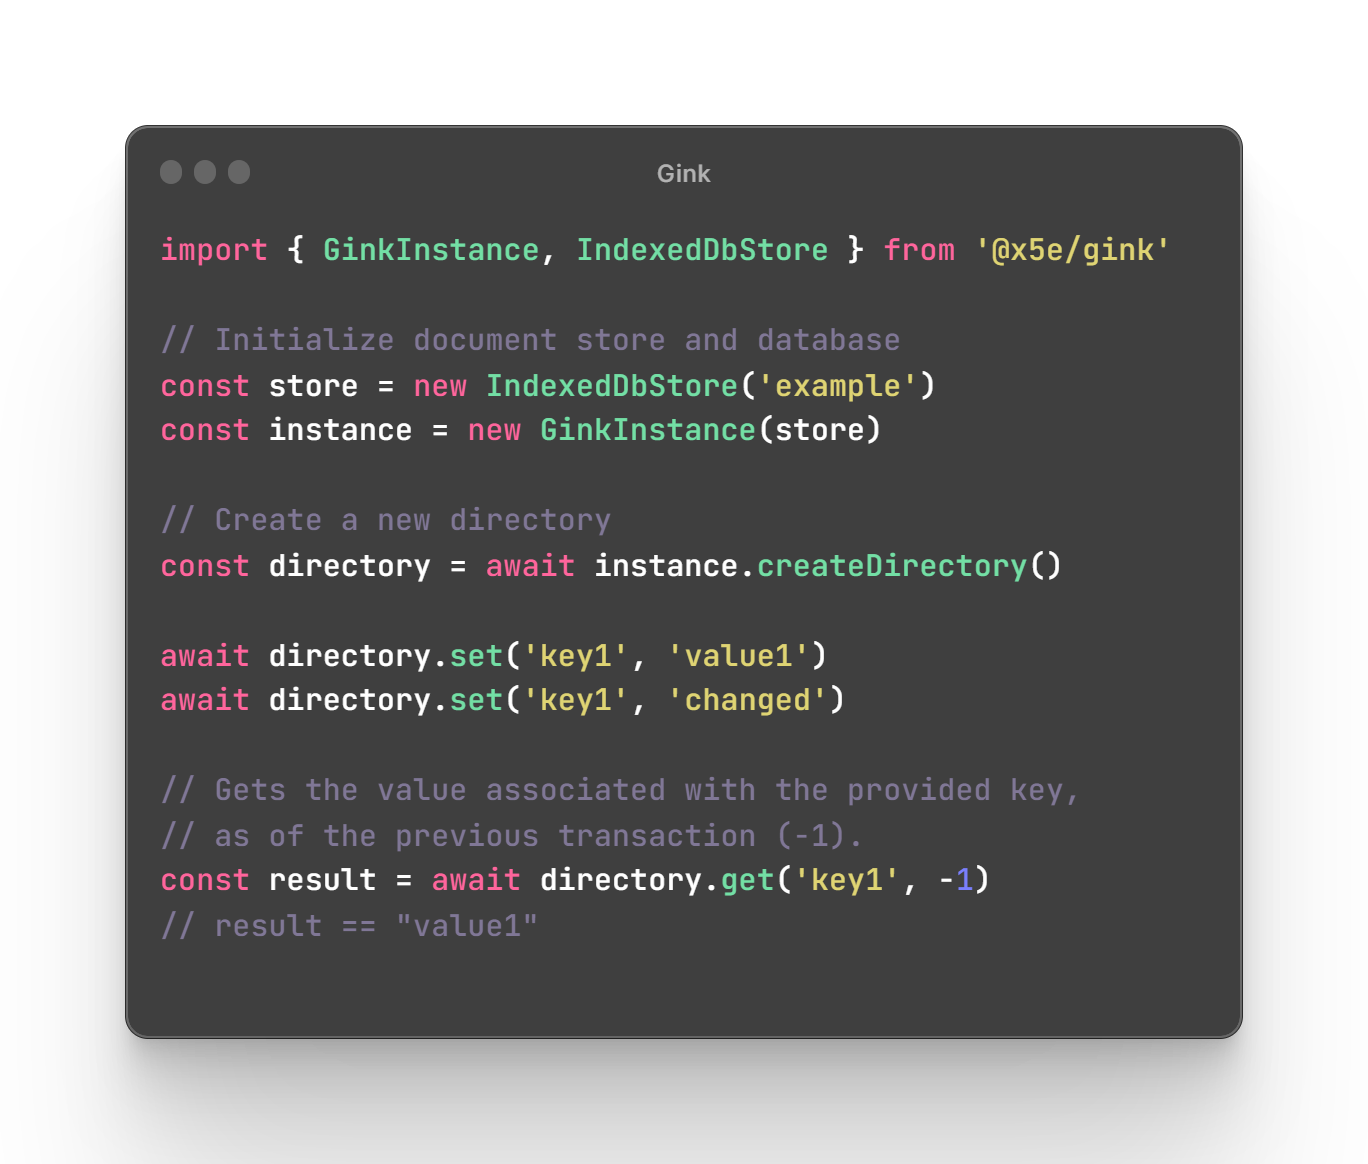 Gink
import { GinkInstance, IndexedDbStore } from '@x5e/gink'
// Initialize document store and database
const store = new IndexedDbStore('example')
const instance = new GinkInstance(store)
// Create a new directory
const directory = await instance.createDirectory()
await directory.set('key1', 'value1')
await directory.set('key1', 'changed')
// Gets the value associated with the provided key,
// as of the previous transaction (-1).
const result = await directory.get('key1', -1)
// result == "value1"